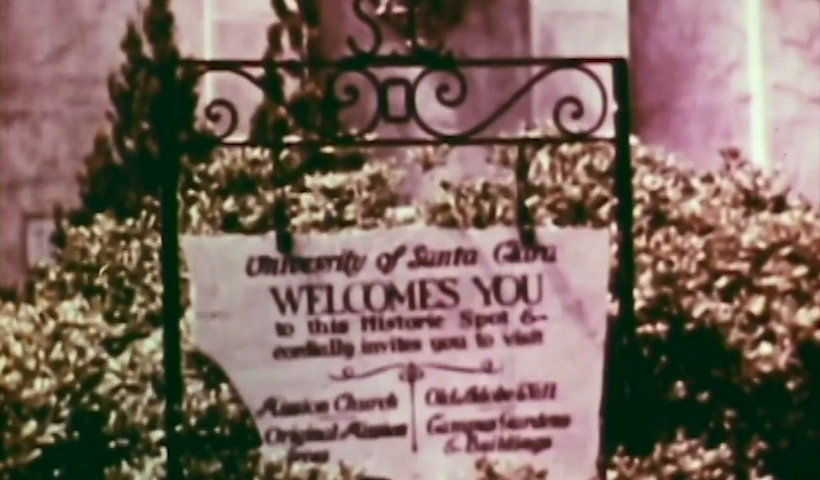 University of Santa Clara
WELCOMES YOU
to this Historic Spot &
cordially invites you to visit
Mission Church
Original Mission
Cross
Old Adobe Wall
Campus Gardens
& Buildings